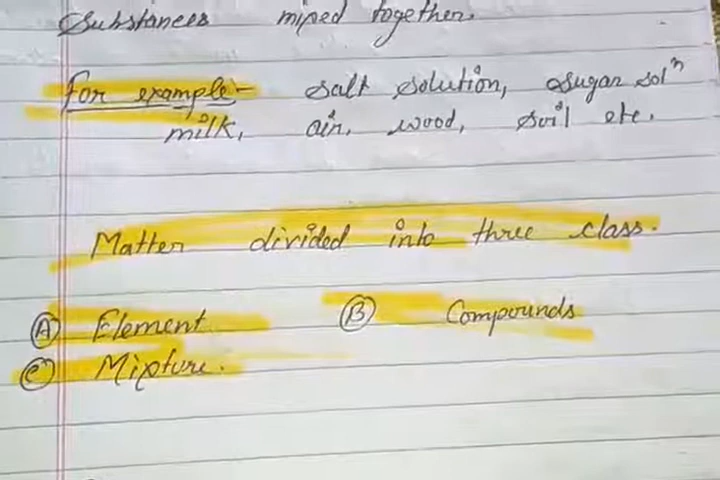 Substances mixed together.
For example - salt solution, sugar solⁿ
milk, air, wood, soil etc.
Matter divided into three class.
(A) Element (B) Compounds
(C) Mixture.